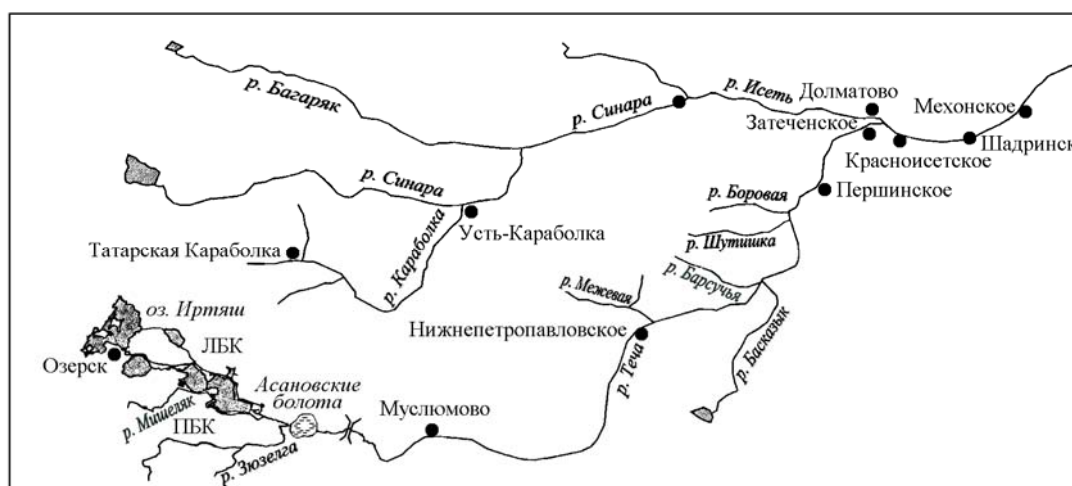 р. Багаряк
р. Синара
р. Исеть
Долматово
Мехонское
Затеченское
Шадринск
Красноисетское
р. Синара
р. Боровая
Першинское
Усть-Караболка
р. Караболка
р. Шутишка
Татарская Караболка
р. Барсучья
р. Межевая
оз. Иртяш
Нижнепетропавловское
р. Басказык
ЛБК
Озерск
р. Теча
Асановские
болота
р. Мишеляк
Муслюмово
ПБК
р. Зюзелга